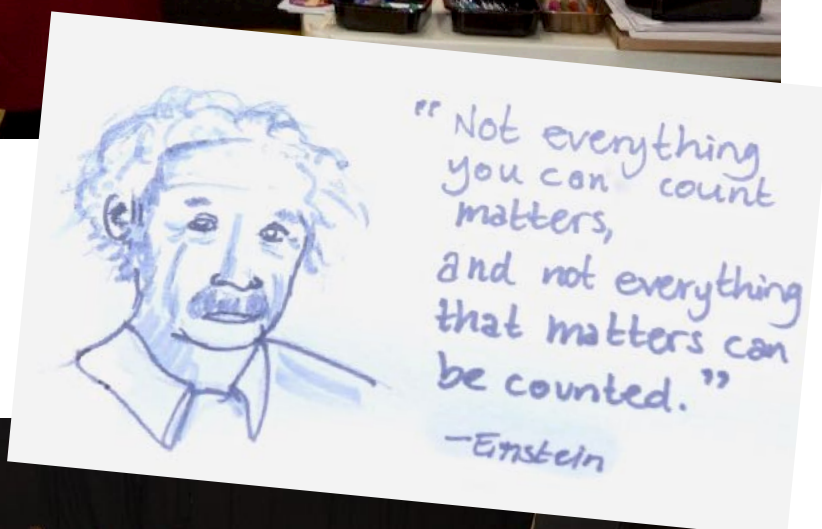 “Not everything
you can count
matters,
and not everything
that matters can
be counted.”
—Einstein